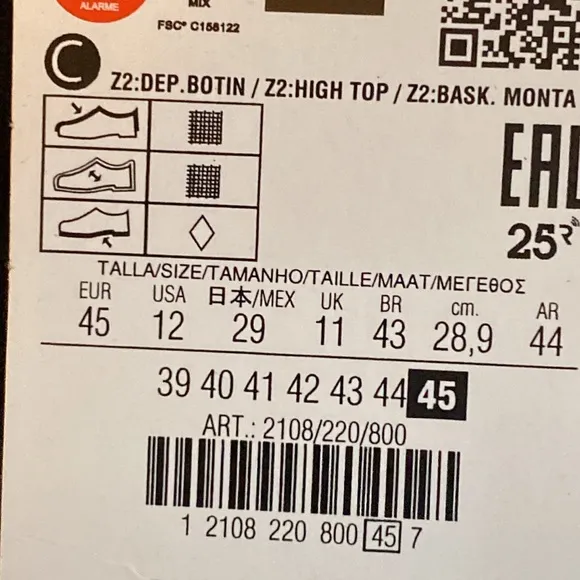 ALARME
MIX
FSC® C158122
C
Z2:DEP.BOTIN / Z2:HIGH TOP / Z2:BASK. MONTA
EAC
25
TALLA/SIZE/TAMANHO/TAILLE/MAAT/ΜΕΓΕΘΟΣ
EUR USA 日本/MEX UK BR cm. AR
45 12 29 11 43 28,9 44
39 40 41 42 43 44 45
ART.: 2108/220/800
1 2108 220 800 45 7